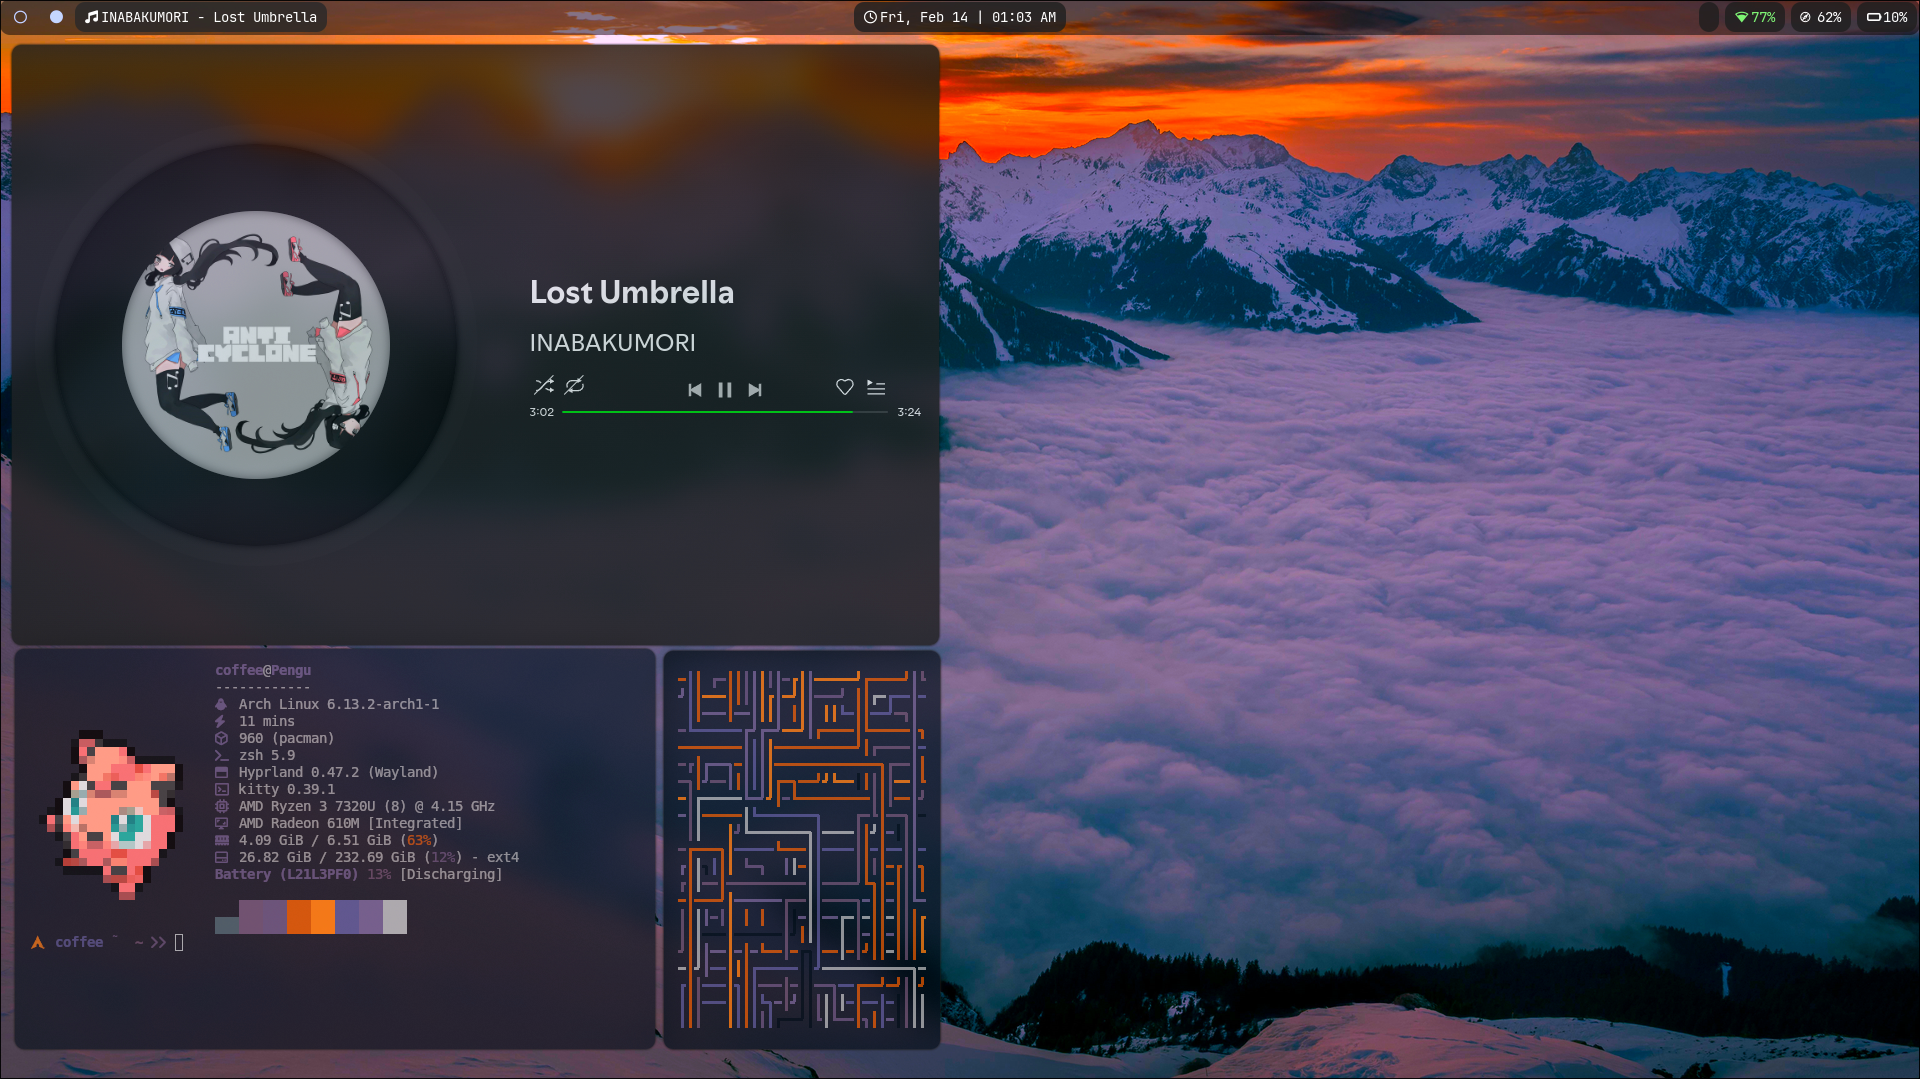 INABAKUMORI - Lost Umbrella
Fri, Feb 14 | 01:03 AM
77%
62%
10%
ANTI
CYCLONE
Lost Umbrella
INABAKUMORI
3:02
3:24
coffee@Pengu
------------
Arch Linux 6.13.2-arch1-1
11 mins
960 (pacman)
zsh 5.9
Hyprland 0.47.2 (Wayland)
kitty 0.39.1
AMD Ryzen 3 7320U (8) @ 4.15 GHz
AMD Radeon 610M [Integrated]
4.09 GiB / 6.51 GiB (63%)
26.82 GiB / 232.69 GiB (12%) - ext4
Battery (L21L3PF0) 13% [Discharging]
coffee ~ ~ >>